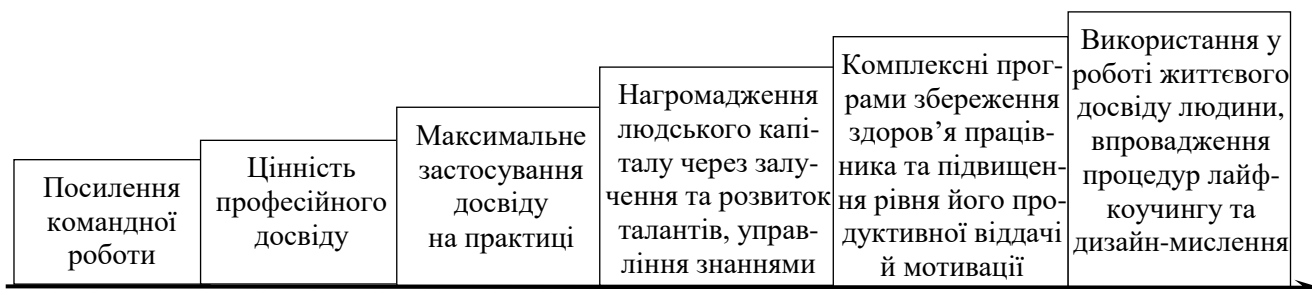 Посилення
командної
роботи
Цінність
професійного
досвіду
Максимальне
застосування
досвіду
на практиці
Нагромадження
людського капі-
талу через залу-
чення та розвиток
талантів, управ-
ління знаннями
Комплексні прог-
рами збереження
здоров’я праців-
ника та підвищен-
ня рівня його про-
дуктивної віддачі
й мотивації
Використання у
роботі життєвого
досвіду людини,
впровадження
процедур лайф-
коучингу та
дизайн-мислення